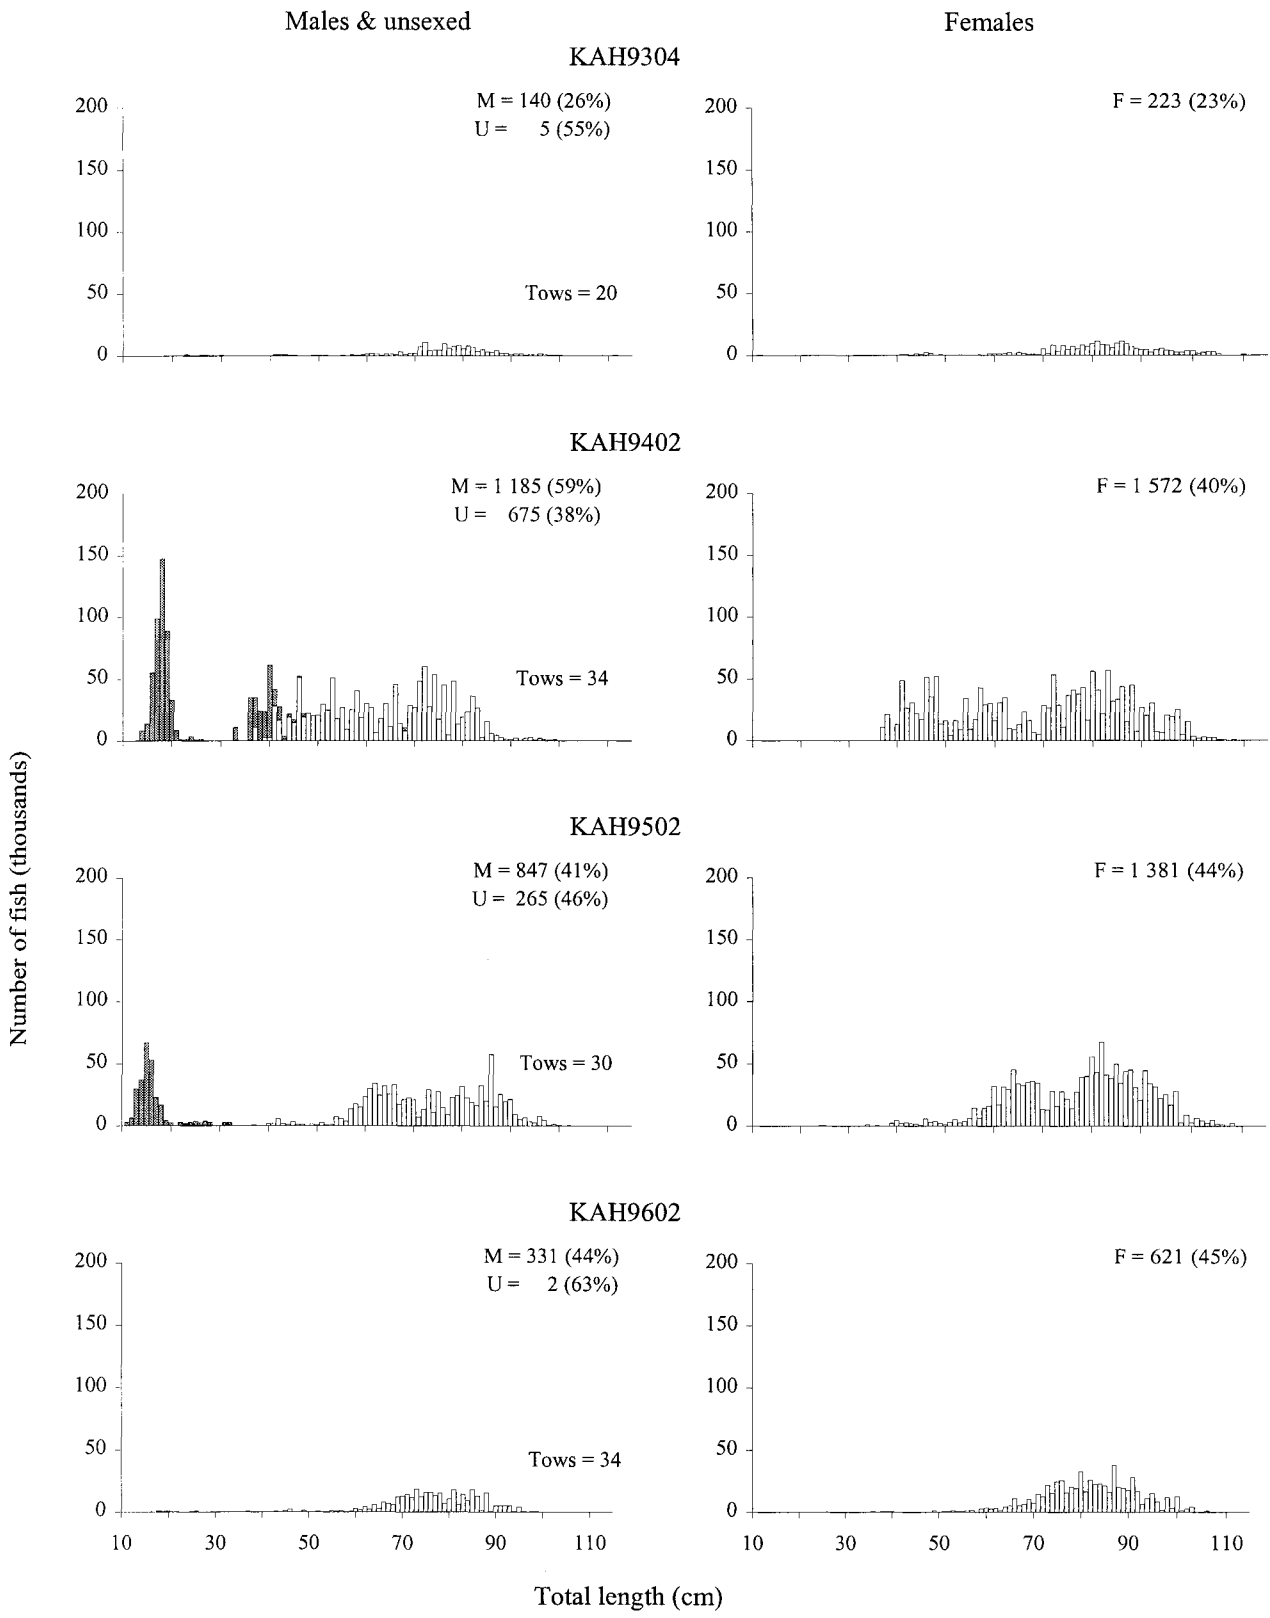 Males & unsexed
Females
KAH9304
M = 140 (26%)
U = 5 (55%)
F = 223 (23%)
200
150
100
50
0
Tows = 20
200
150
100
50
0
KAH9402
M = 1 185 (59%)
U = 675 (38%)
F = 1 572 (40%)
200
150
100
50
0
Tows = 34
200
150
100
50
0
KAH9502
M = 847 (41%)
U = 265 (46%)
F = 1 381 (44%)
200
150
100
50
0
Tows = 30
200
150
100
50
0
KAH9602
M = 331 (44%)
U = 2 (63%)
F = 621 (45%)
200
150
100
50
0
Tows = 34
200
150
100
50
0
10 30 50 70 90
10 30 50 70 90 110
Number of fish (thousands)
Total length (cm)